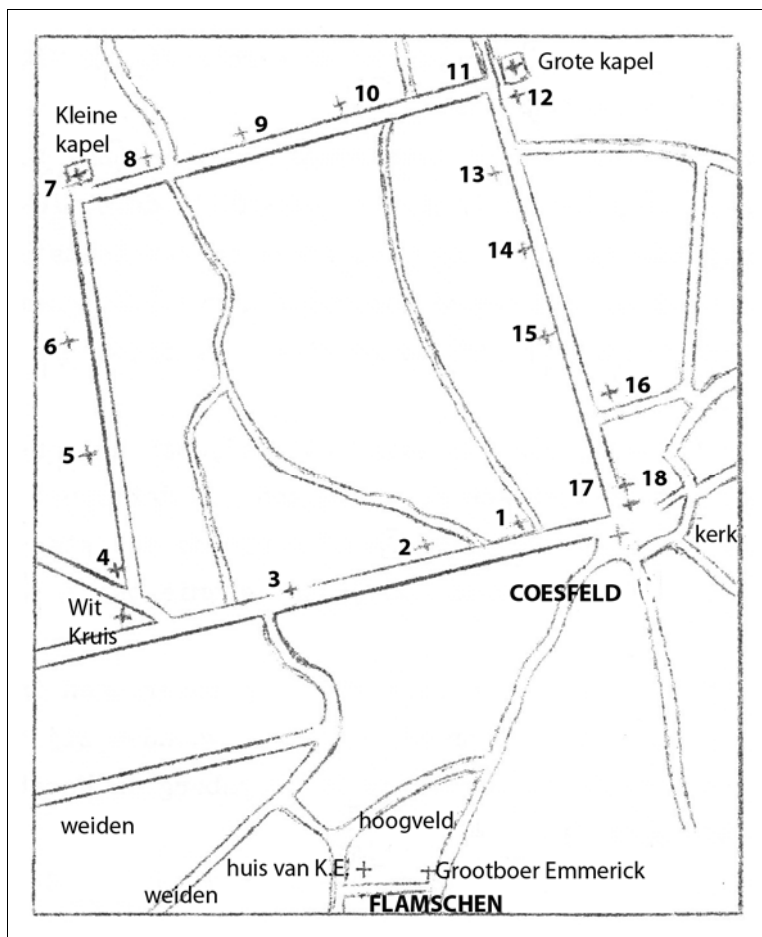 Grote kapel
11
12
10
9
Kleine
kapel
8
7
13
14
6
15
16
5
18
17
1
kerk
2
4
3
COESFELD
Wit
Kruis
weiden
hoogveld
huis van K.E.
Grootboer Emmerick
weiden
FLAMSCHEN